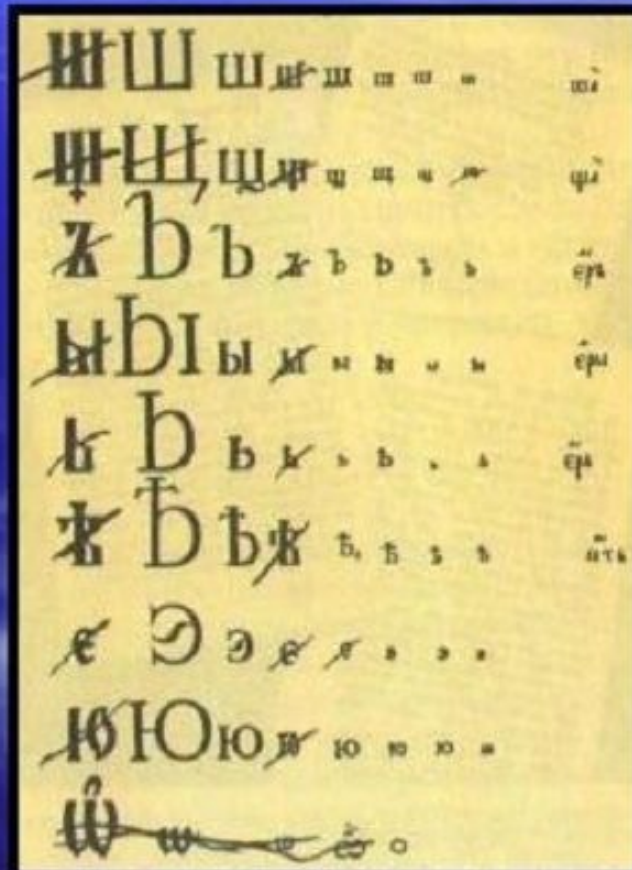 Ш Ш Ш Ш ш ш ш ш ша
Щ Щ щ щ щ щ щ щ ща
Ъ Ъ Ъ ъ ъ ъ ъ ъ еръ
Ы Ы ы ы ы ы ы ы еры
Ь Ь ь ь ь ь ь ь ерь
Ѣ Ѣ ѣ ѣ ѣ ѣ ѣ ѣ ять
Є Э э є є э э э
Ю Ю ю ю ю ю ю ю
Ѿ ѡ ѡ ѽ о